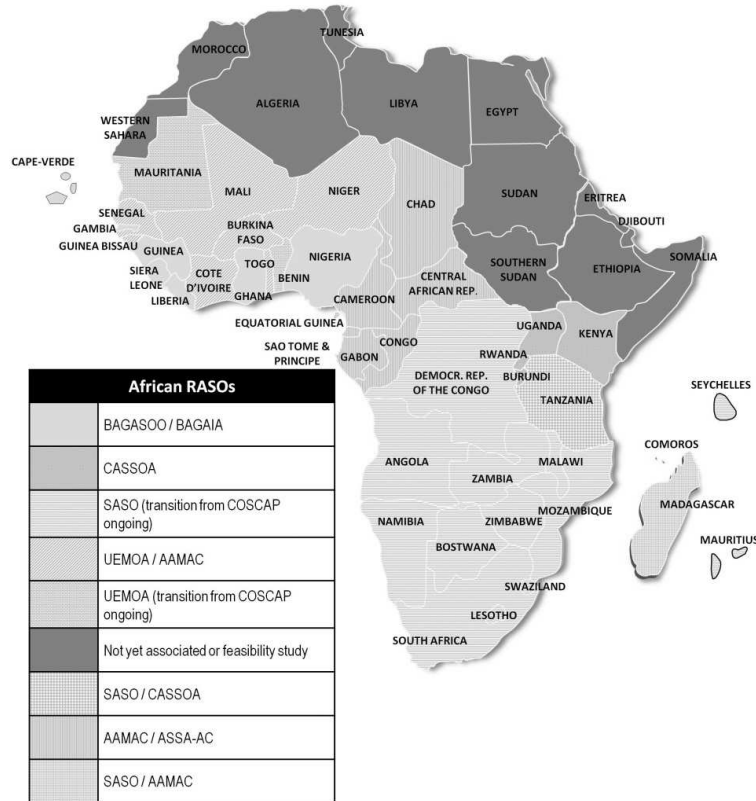 TUNESIA
MOROCCO
ALGERIA
LIBYA
EGYPT
WESTERN
SAHARA
CAPE-VERDE
MAURITANIA
MALI
NIGER
CHAD
SUDAN
ERITREA
DJIBOUTI
SENEGAL
GAMBIA
GUINEA BISSAU
GUINEA
BURKINA
FASO
NIGERIA
SIERA
LEONE
LIBERIA
COTE
D'IVOIRE
TOGO
GHANA
BENIN
CENTRAL
AFRICAN REP.
SOUTHERN
SUDAN
ETHIOPIA
SOMALIA
CAMEROON
EQUATORIAL GUINEA
SAO TOME &
PRINCIPE
GABON
CONGO
UGANDA
KENYA
RWANDA
BURUNDI
DEMOCR. REP.
OF THE CONGO
TANZANIA
SEYCHELLES
COMOROS
ANGOLA
MALAWI
ZAMBIA
MADAGASCAR
MOZAMBIQUE
NAMIBIA
ZIMBABWE
MAURITIUS
BOSTWANA
SWAZILAND
LESOTHO
SOUTH AFRICA
African RASOs
BAGASOO / BAGAIA
CASSOA
SASO (transition from COSCAP
ongoing)
UEMOA / AAMAC
UEMOA (transition from COSCAP
ongoing)
Not yet associated or feasibility study
SASO / CASSOA
AAMAC / ASSA-AC
SASO / AAMAC